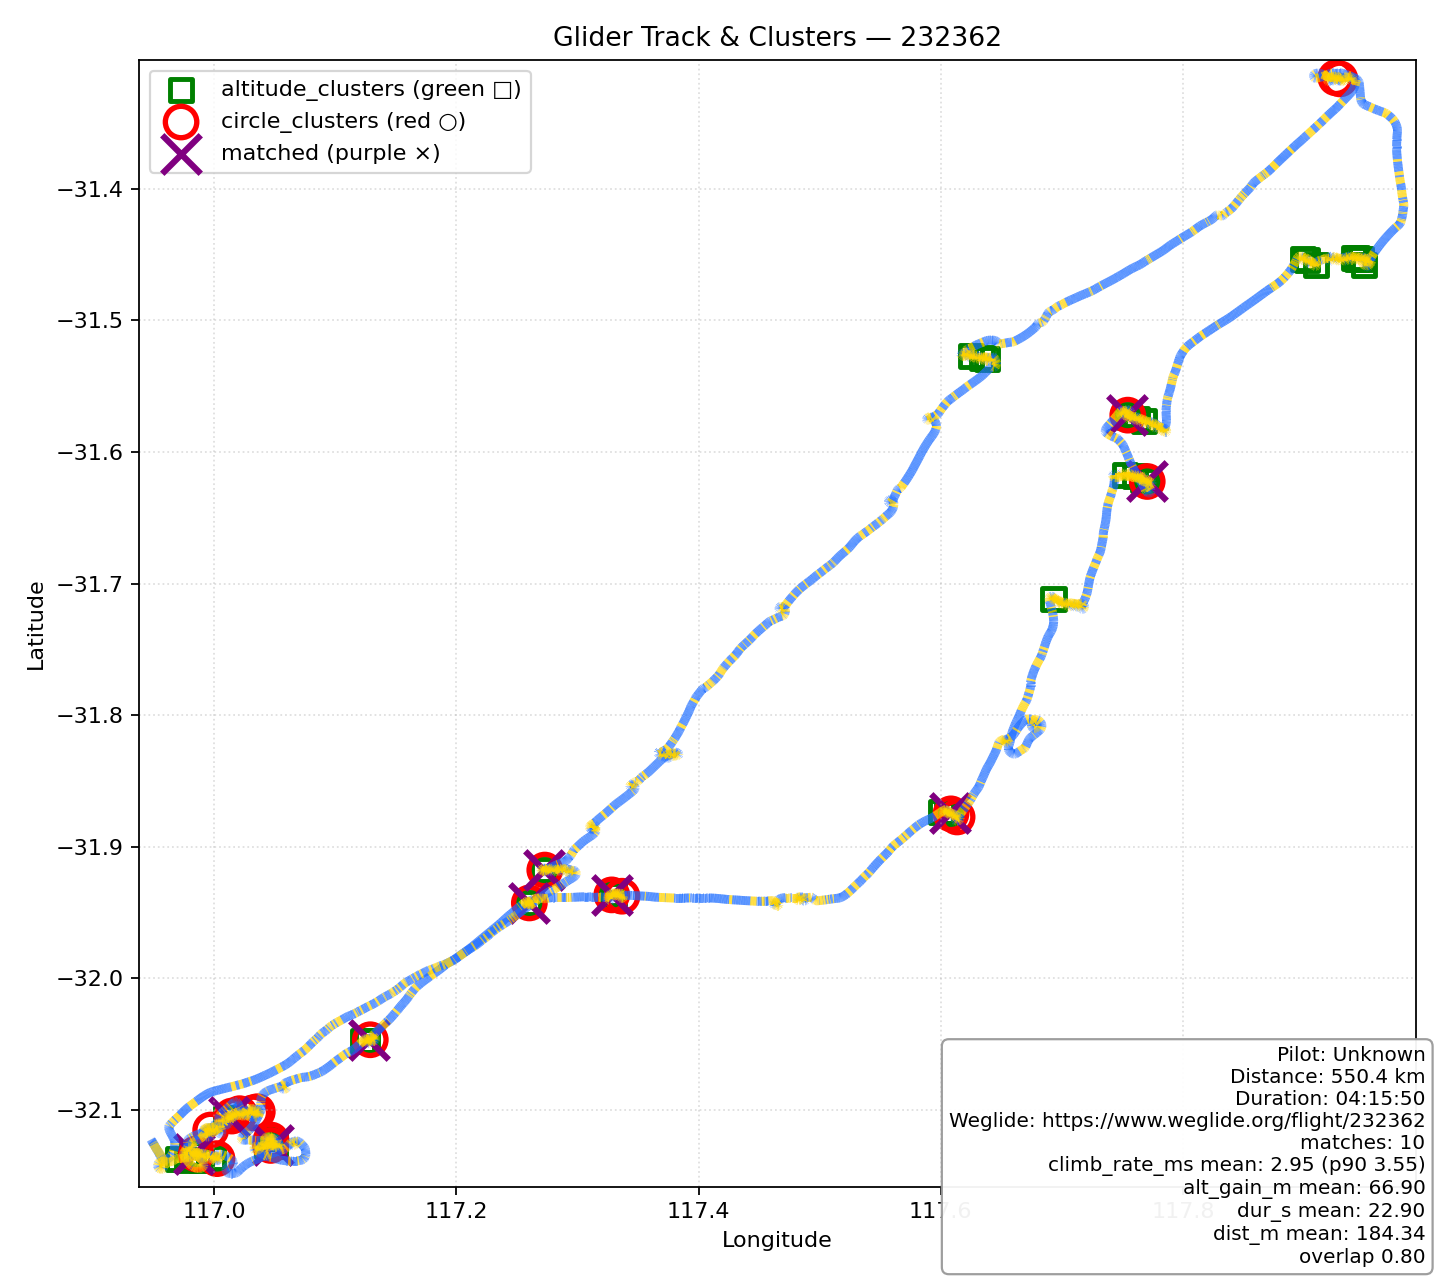 Glider Track & Clusters — 232362
altitude_clusters (green □)
circle_clusters (red ○)
matched (purple ×)
Latitude
−31.4
−31.5
−31.6
−31.7
−31.8
−31.9
−32.0
−32.1
117.0
117.2
117.4
117.6
117.8
Longitude
Pilot: Unknown
Distance: 550.4 km
Duration: 04:15:50
Weglide: https://www.weglide.org/flight/232362
matches: 10
climb_rate_ms mean: 2.95 (p90 3.55)
alt_gain_m mean: 66.90
dur_s mean: 22.90
dist_m mean: 184.34
overlap 0.80